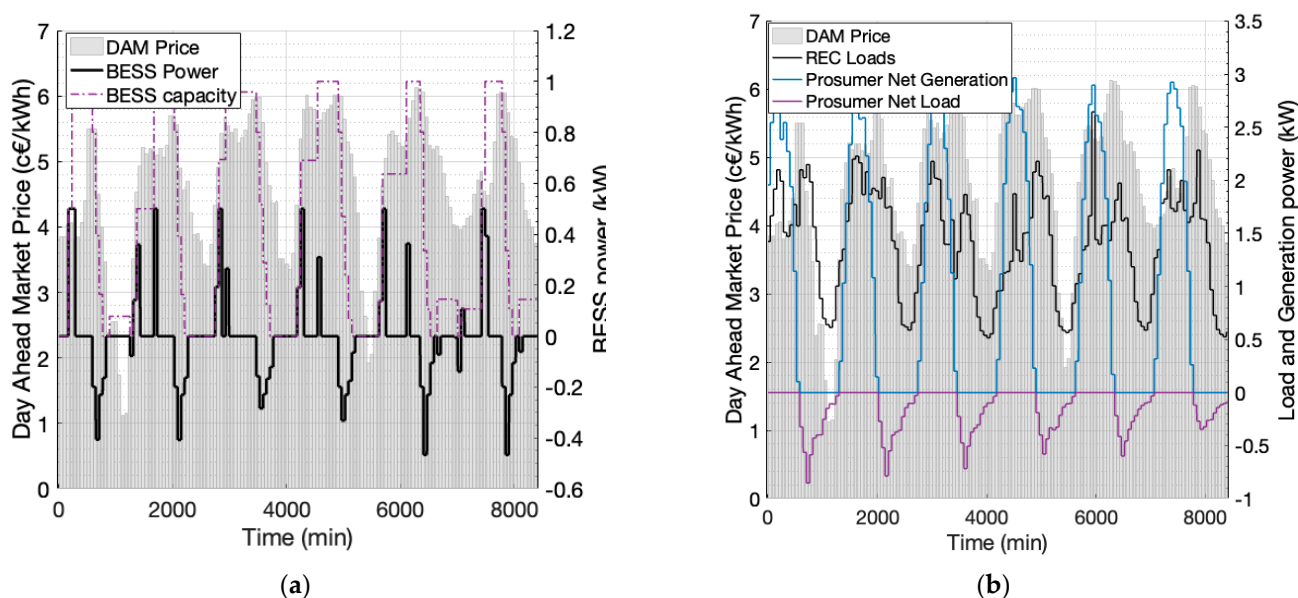 7
6
5
4
3
2
1
0
Day Ahead Market Price (c€/kWh)
DAM Price
BESS Power
BESS capacity
1.2
1
0.8
0.6
0.4
0.2
0
-0.2
-0.4
-0.6
BESS power (kW)
0 2000 4000 6000 8000
Time (min)
(a)
7
6
5
4
3
2
1
0
Day Ahead Market Price (c€/kWh)
DAM Price
REC Loads
Prosumer Net Generation
Prosumer Net Load
3.5
3
2.5
2
1.5
1
0.5
0
-0.5
-1
Load and Generation power (kW)
0 2000 4000 6000 8000
Time (min)
(b)